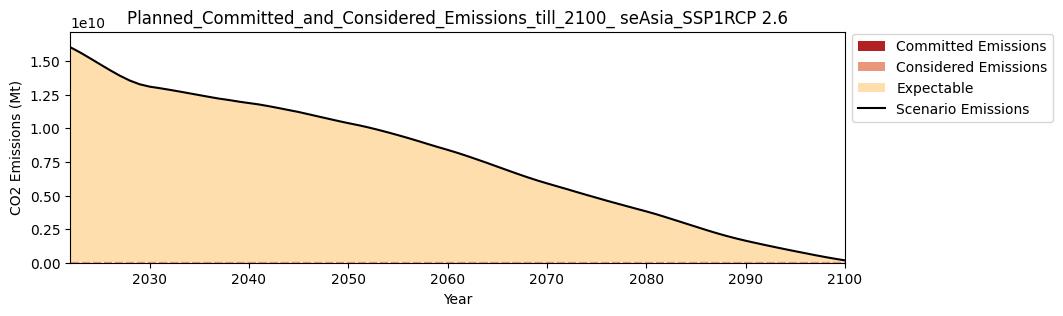 Planned_Committed_and_Considered_Emissions_till_2100_ seAsia_SSP1RCP 2.6
1e10
CO2 Emissions (Mt)
1.50
1.25
1.00
0.75
0.50
0.25
0.00
2030 2040 2050 2060 2070 2080 2090 2100
Year
Committed Emissions
Considered Emissions
Expectable
Scenario Emissions